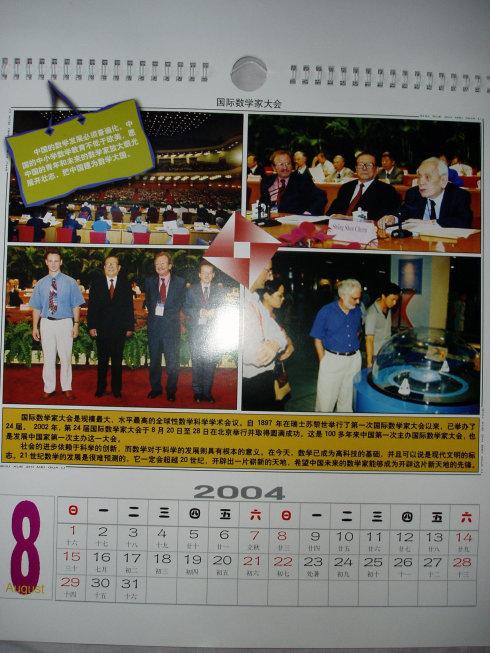 国际数学家大会
中国的数学发展必须普遍化，中
国的中小学数学教育不低于欧美，愿
中国的青年和未来的数学家放大眼光
展开壮志，把中国建为数学大国。
Shiing Shen Chern
国际数学家大会是规模最大、水平最高的全球性数学科学学术会议，自 1897 年在瑞士苏黎世举行了第一次国际数学家大会以来，已举办了
24 届。 2002 年，第 24 届国际数学家大会于 8 月 20 日至 28 日在北京举行并取得圆满成功。这是 100 多年来中国第一次主办国际数学家大会，也
是发展中国家第一次主办这一大会。
社会的进步依赖于科学的创新，而数学对于科学的发展则具有根本的意义，在今天，数学已成为高科技的基础，并且可以说是现代文明的标
志。21 世纪数学的发展是很难预测的，它一定会超越 20 世纪，开辟出一片崭新的天地，希望中国未来的数学家能够成为开辟这片新天地的先锋。
2004
8
August
日 一 二 三 四 五 六 日 一 二 三 四 五 六
1 2 3 4 5 6 7 8 9 10 11 12 13 14
十六 十七 十八 十九 二十 廿一 立秋 廿三 廿四 廿五 廿六 廿七 廿八 廿九
15 16 17 18 19 20 21 22 23 24 25 26 27 28
三十 七月 初二 初三 初四 初五 初六 初七 处暑 初九 初十 十一 十二 十三
29 30 31
十四 十五 十六